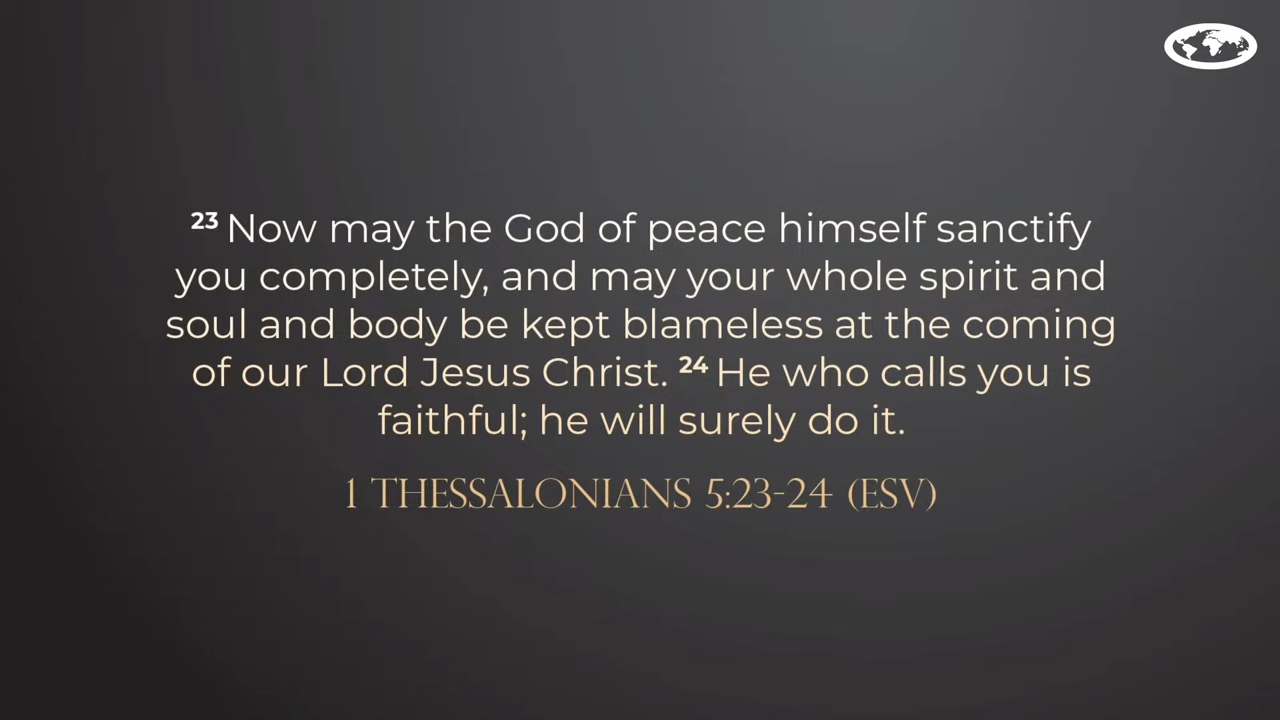 23 Now may the God of peace himself sanctify
you completely, and may your whole spirit and
soul and body be kept blameless at the coming
of our Lord Jesus Christ. 24 He who calls you is
faithful; he will surely do it.
1 THESSALONIANS 5:23-24 (ESV)